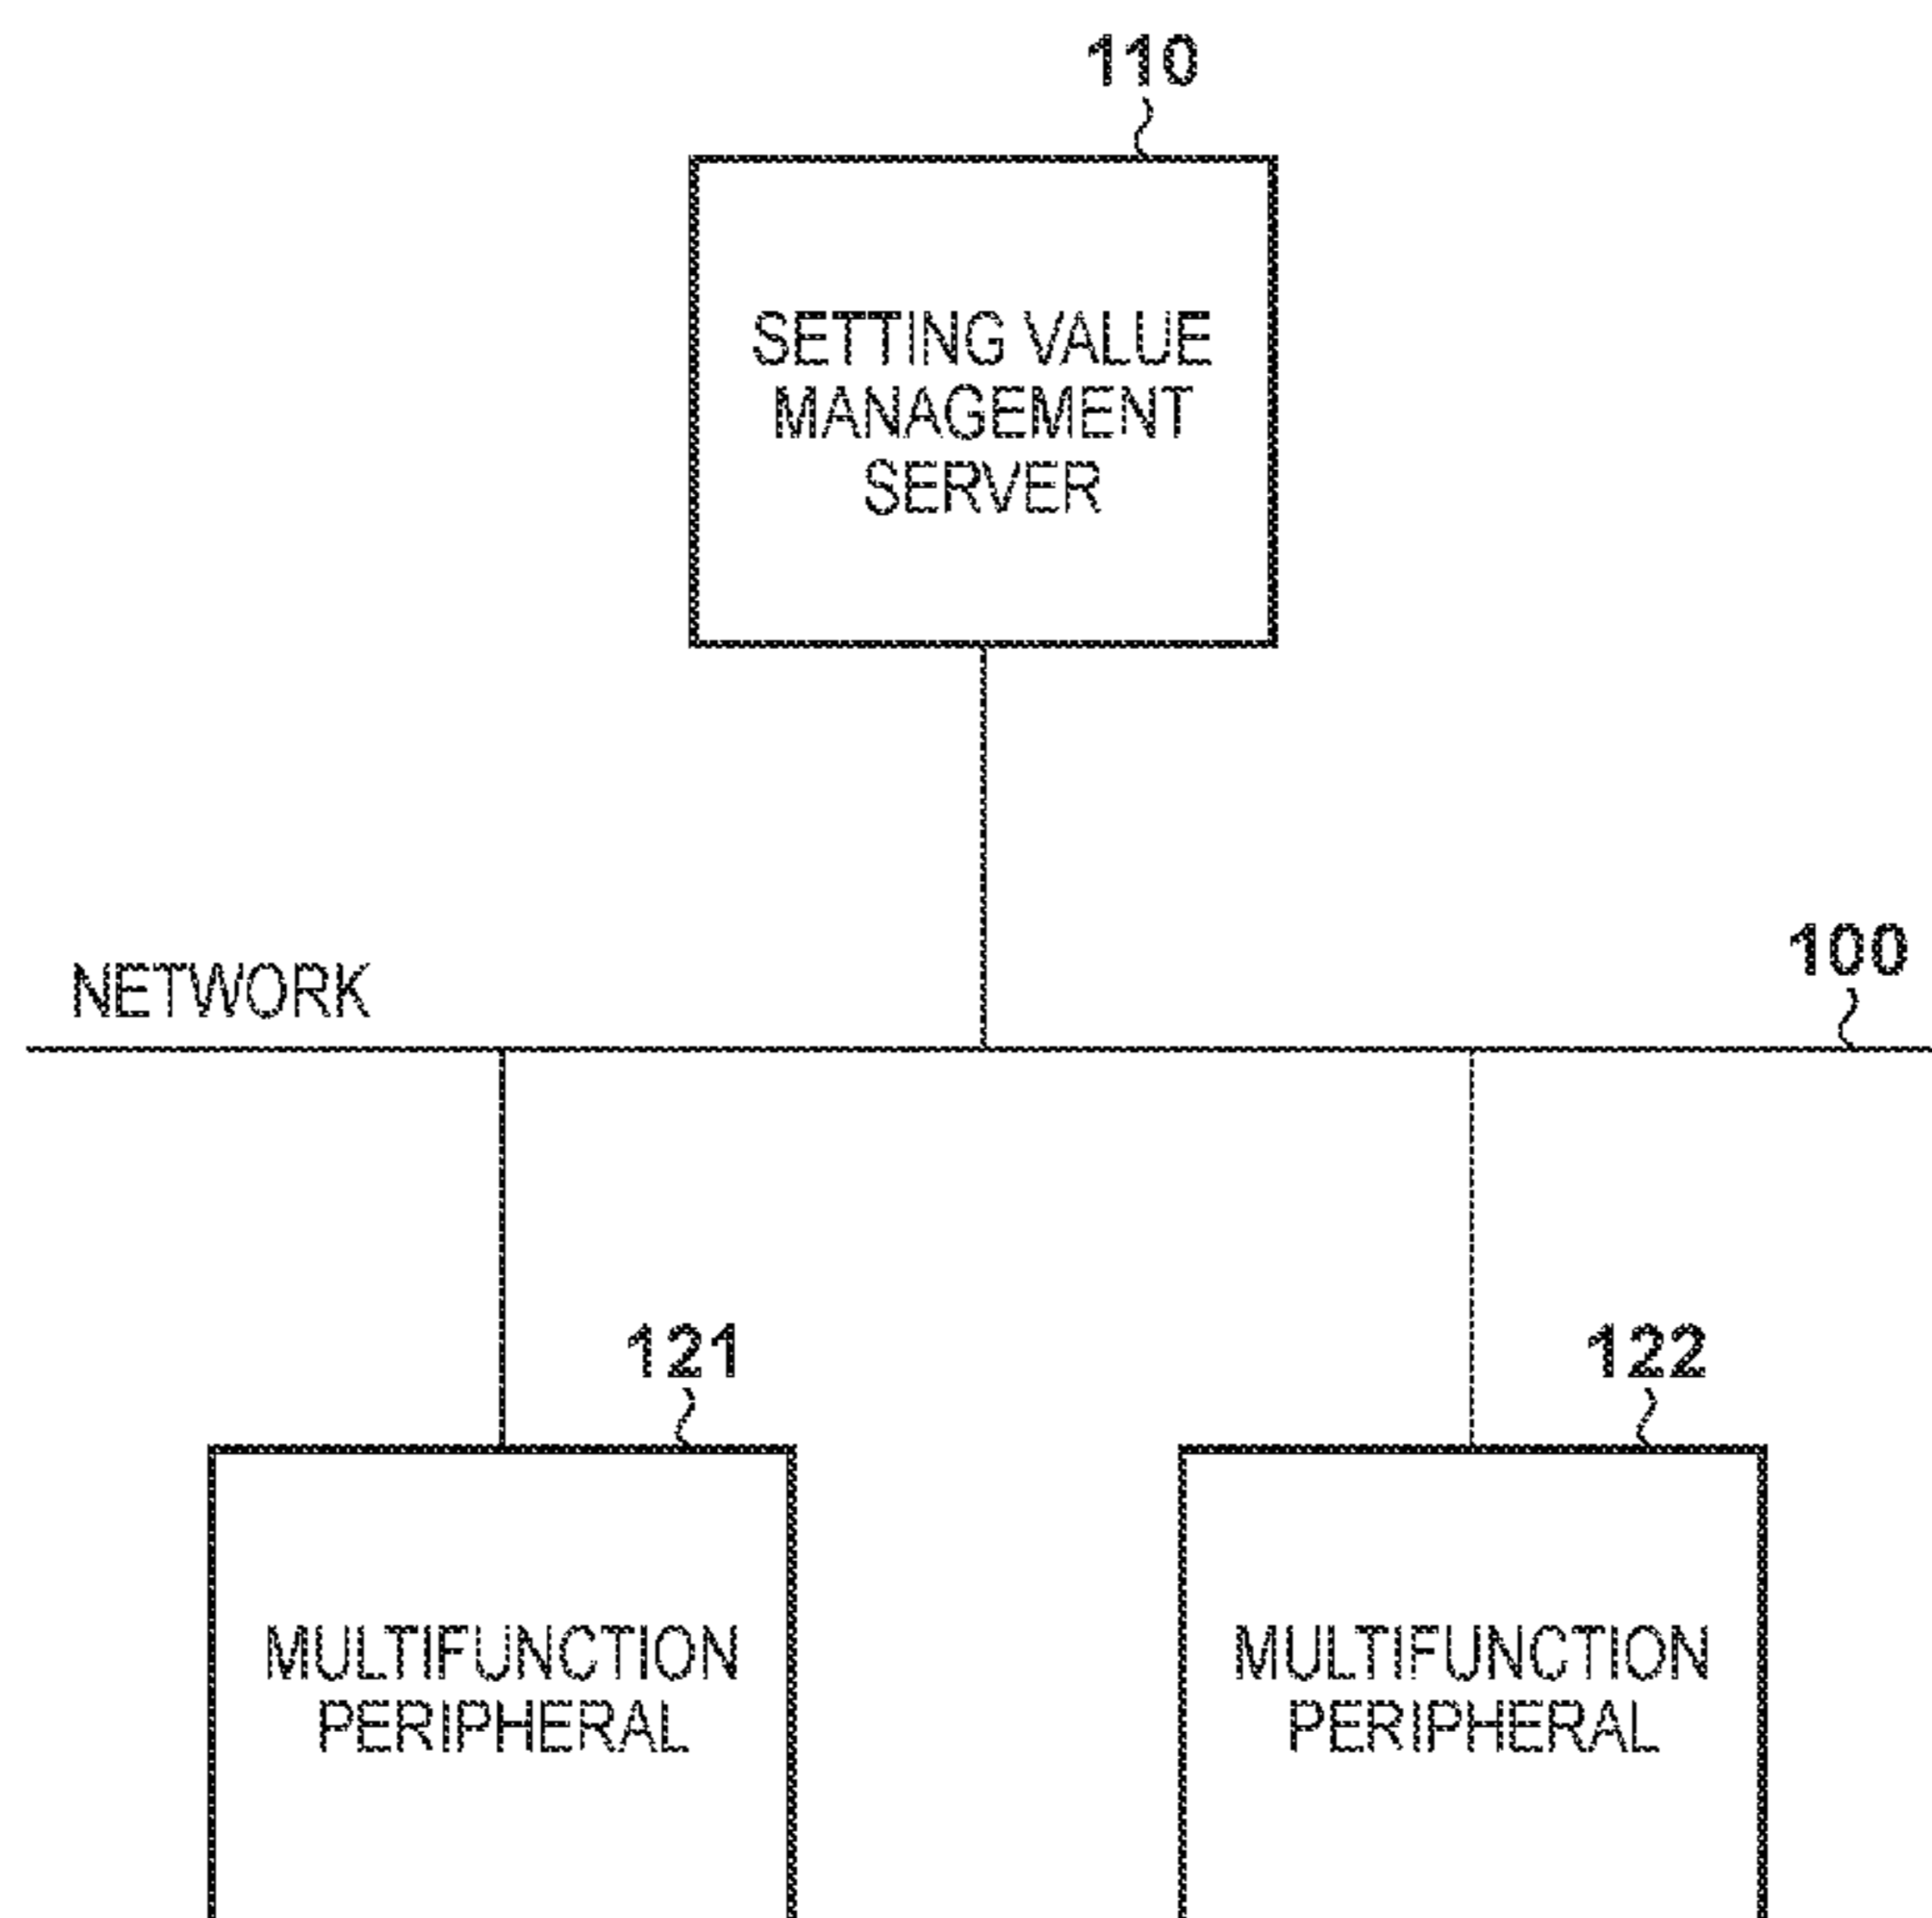 110
SETTING VALUE
MANAGEMENT
SERVER
NETWORK
100
121
122
MULTIFUNCTION
PERIPHERAL
MULTIFUNCTION
PERIPHERAL